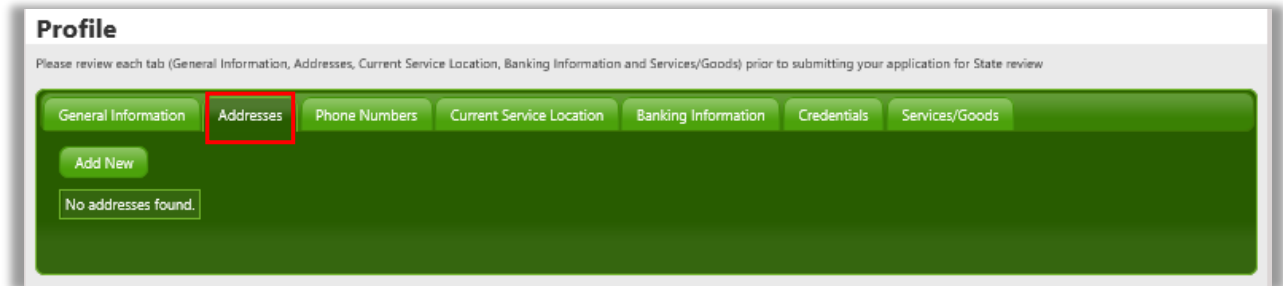 Profile
Please review each tab (General Information, Addresses, Current Service Location, Banking Information and Services/Goods) prior to submitting your application for State review
General Information Addresses Phone Numbers Current Service Location Banking Information Credentials Services/Goods
Add New
No addresses found.